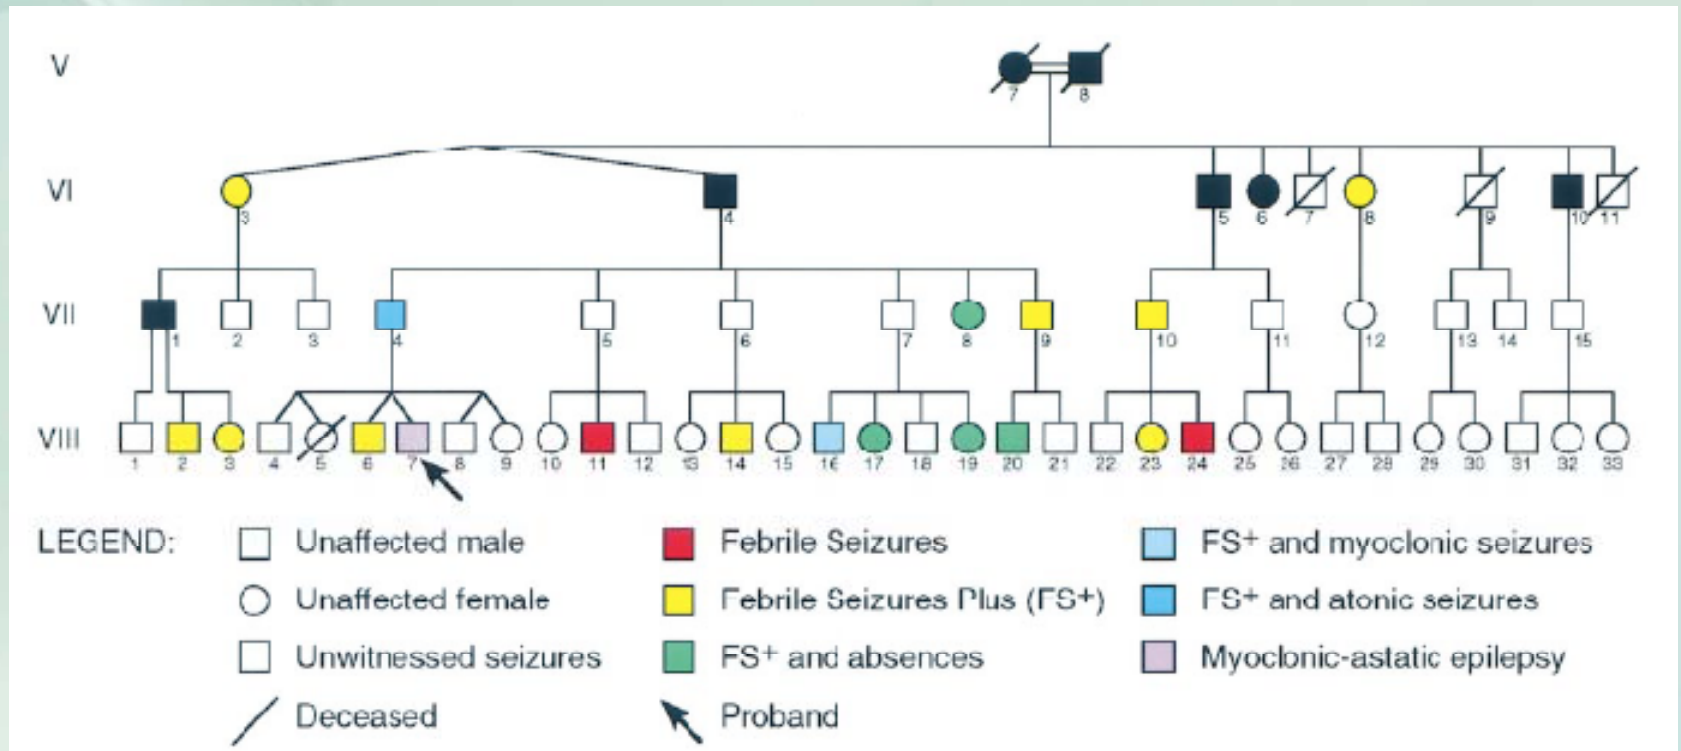 V
7 8
VI
3 4 5 6 7 8 9 10 11
VII
1 2 3 4 5 6 7 8 9 10 11 12 13 14 15
VIII
1 2 3 4 5 6 7 8 9 10 11 12 13 14 15 16 17 18 19 20 21 22 23 24 25 26 27 28 29 30 31 32 33
LEGEND: Unaffected male Febrile Seizures FS+ and myoclonic seizures
Unaffected female Febrile Seizures Plus (FS+) FS+ and atonic seizures
Unwitnessed seizures FS+ and absences Myoclonic-astatic epilepsy
Deceased Proband